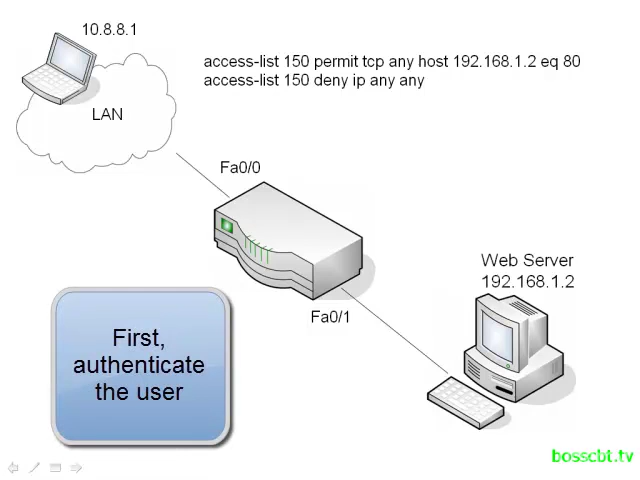 10.8.8.1
access-list 150 permit tcp any host 192.168.1.2 eq 80
access-list 150 deny ip any any
LAN
Fa0/0
Web Server
192.168.1.2
Fa0/1
First,
authenticate
the user
bosscbt.tv